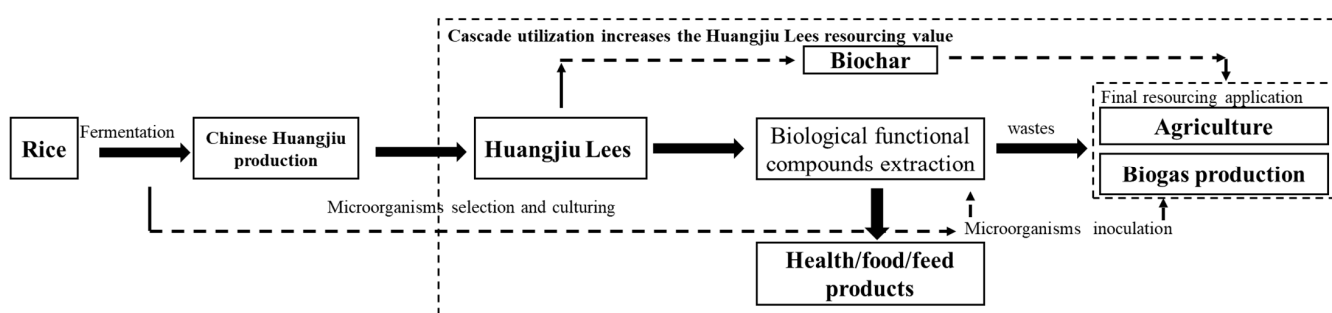 Cascade utilization increases the Huangjiu Lees resourcing value
Biochar
Final resourcing application
Rice
Fermentation
Chinese Huangjiu
production
Huangjiu Lees
Biological functional
compounds extraction
wastes
Agriculture
Biogas production
Microorganisms selection and culturing
Microorganisms inoculation
Health/food/feed
products